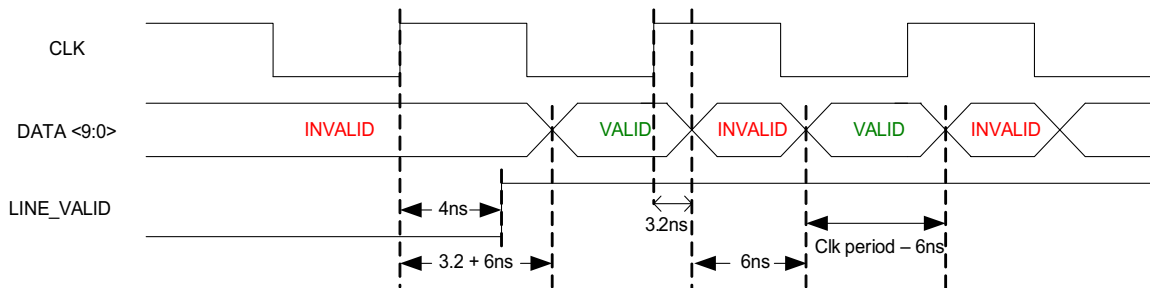 CLK
DATA <9:0>
INVALID
VALID
INVALID
VALID
INVALID
LINE_VALID
4ns
3.2ns
3.2 + 6ns
6ns
Clk period – 6ns